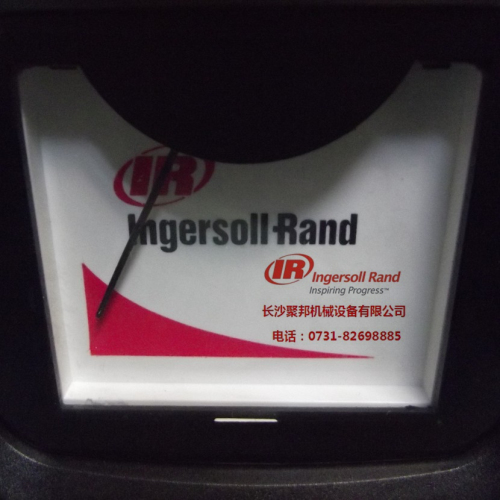 IR
Ingersoll-Rand
IR Ingersoll Rand
Inspiring Progress™
长沙聚邦机械设备有限公司
电话：0731-82698885